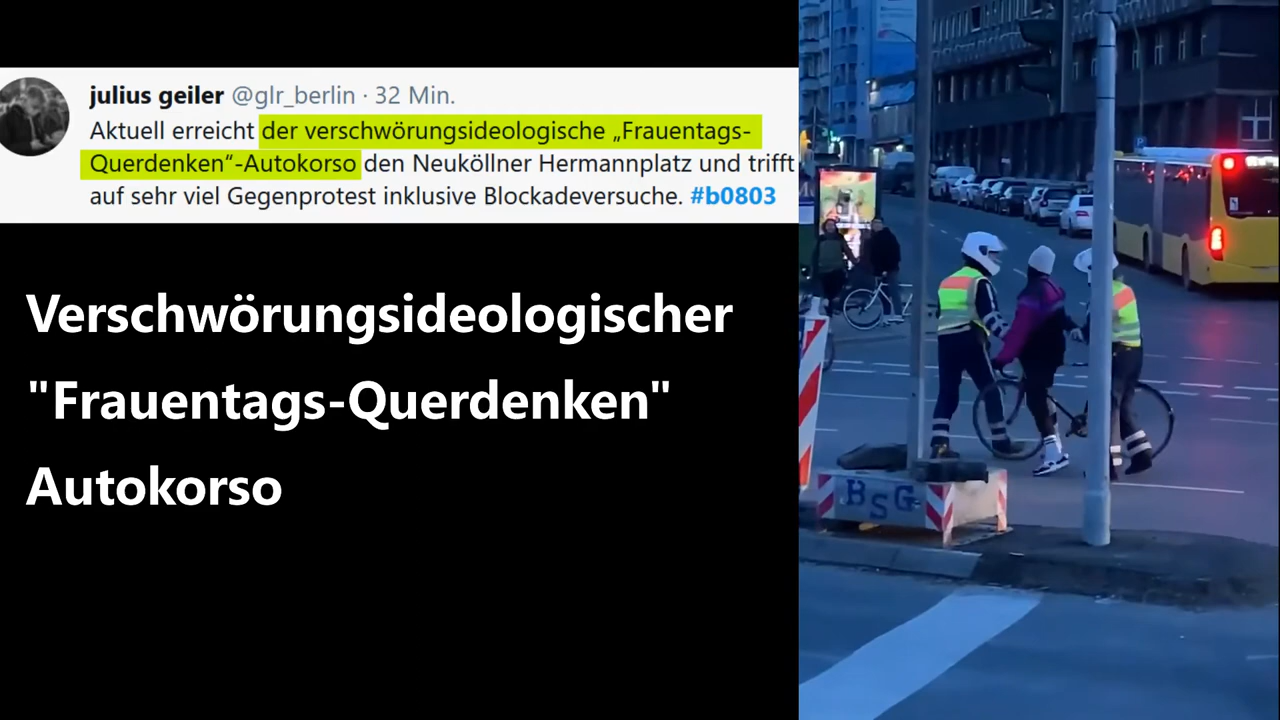 julius geiler @glr_berlin · 32 Min.
Aktuell erreicht der verschwörungsideologische „Frauentags-
Querdenken“-Autokorso den Neuköllner Hermannplatz und trifft
auf sehr viel Gegenprotest inklusive Blockadeversuche. #b0803
Verschwörungsideologischer
"Frauentags-Querdenken"
Autokorso
BSG